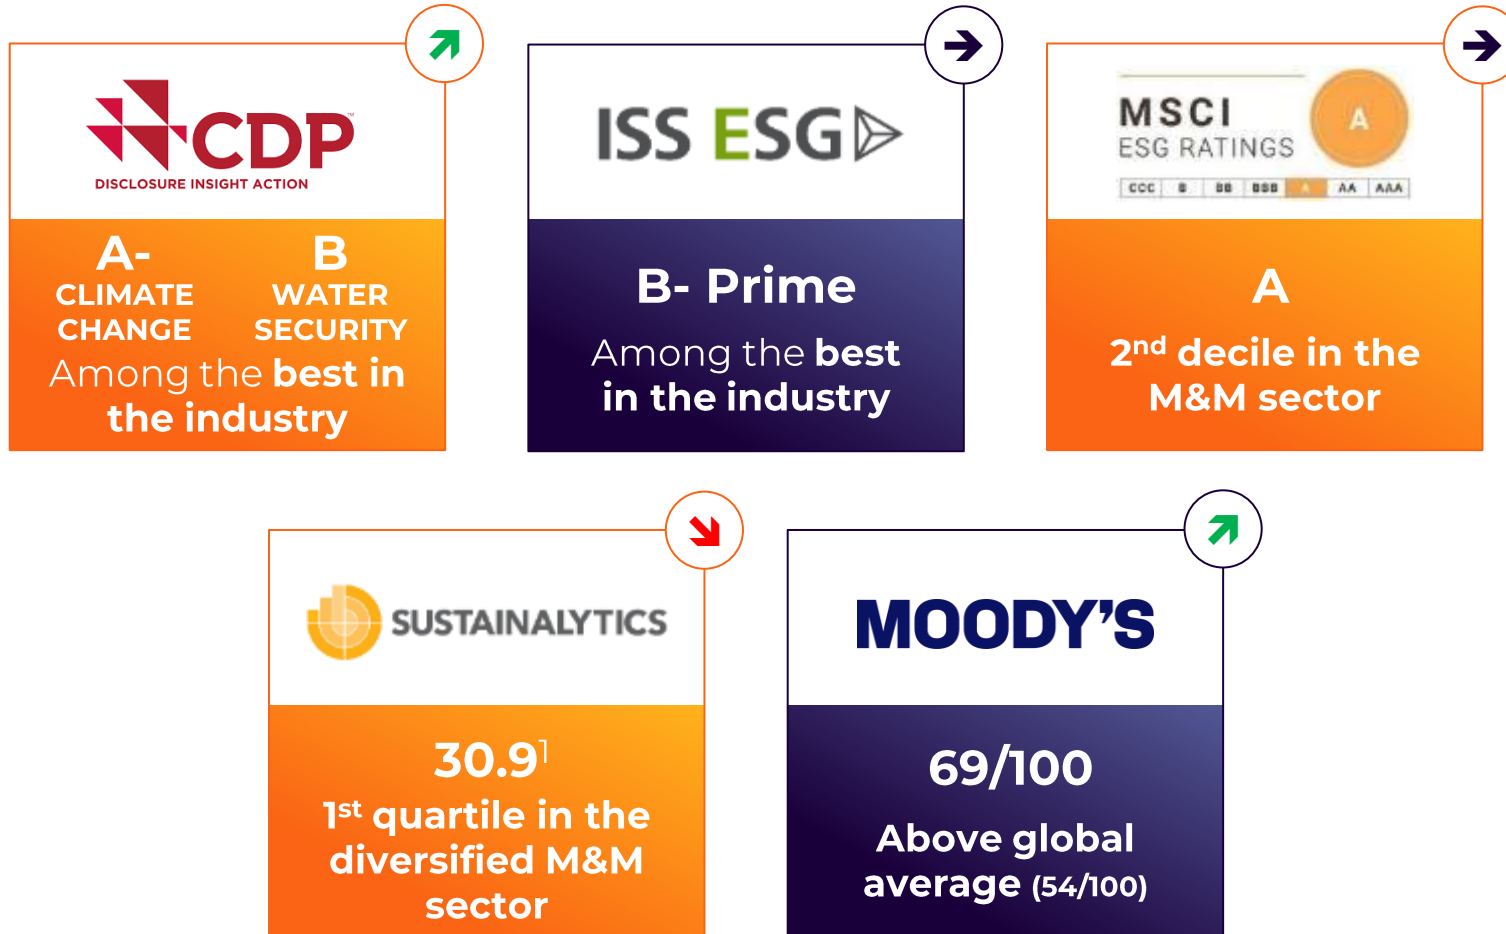 CDP™
DISCLOSURE INSIGHT ACTION
A-
CLIMATE
CHANGE
B
WATER
SECURITY
Among the best in
the industry
ISS ESG
B- Prime
Among the best
in the industry
MSCI
ESG RATINGS
A
CCC B BB BBB A AA AAA
A
2nd decile in the
M&M sector
SUSTAINALYTICS
30.9¹
1st quartile in the
diversified M&M
sector
MOODY'S
69/100
Above global
average (54/100)